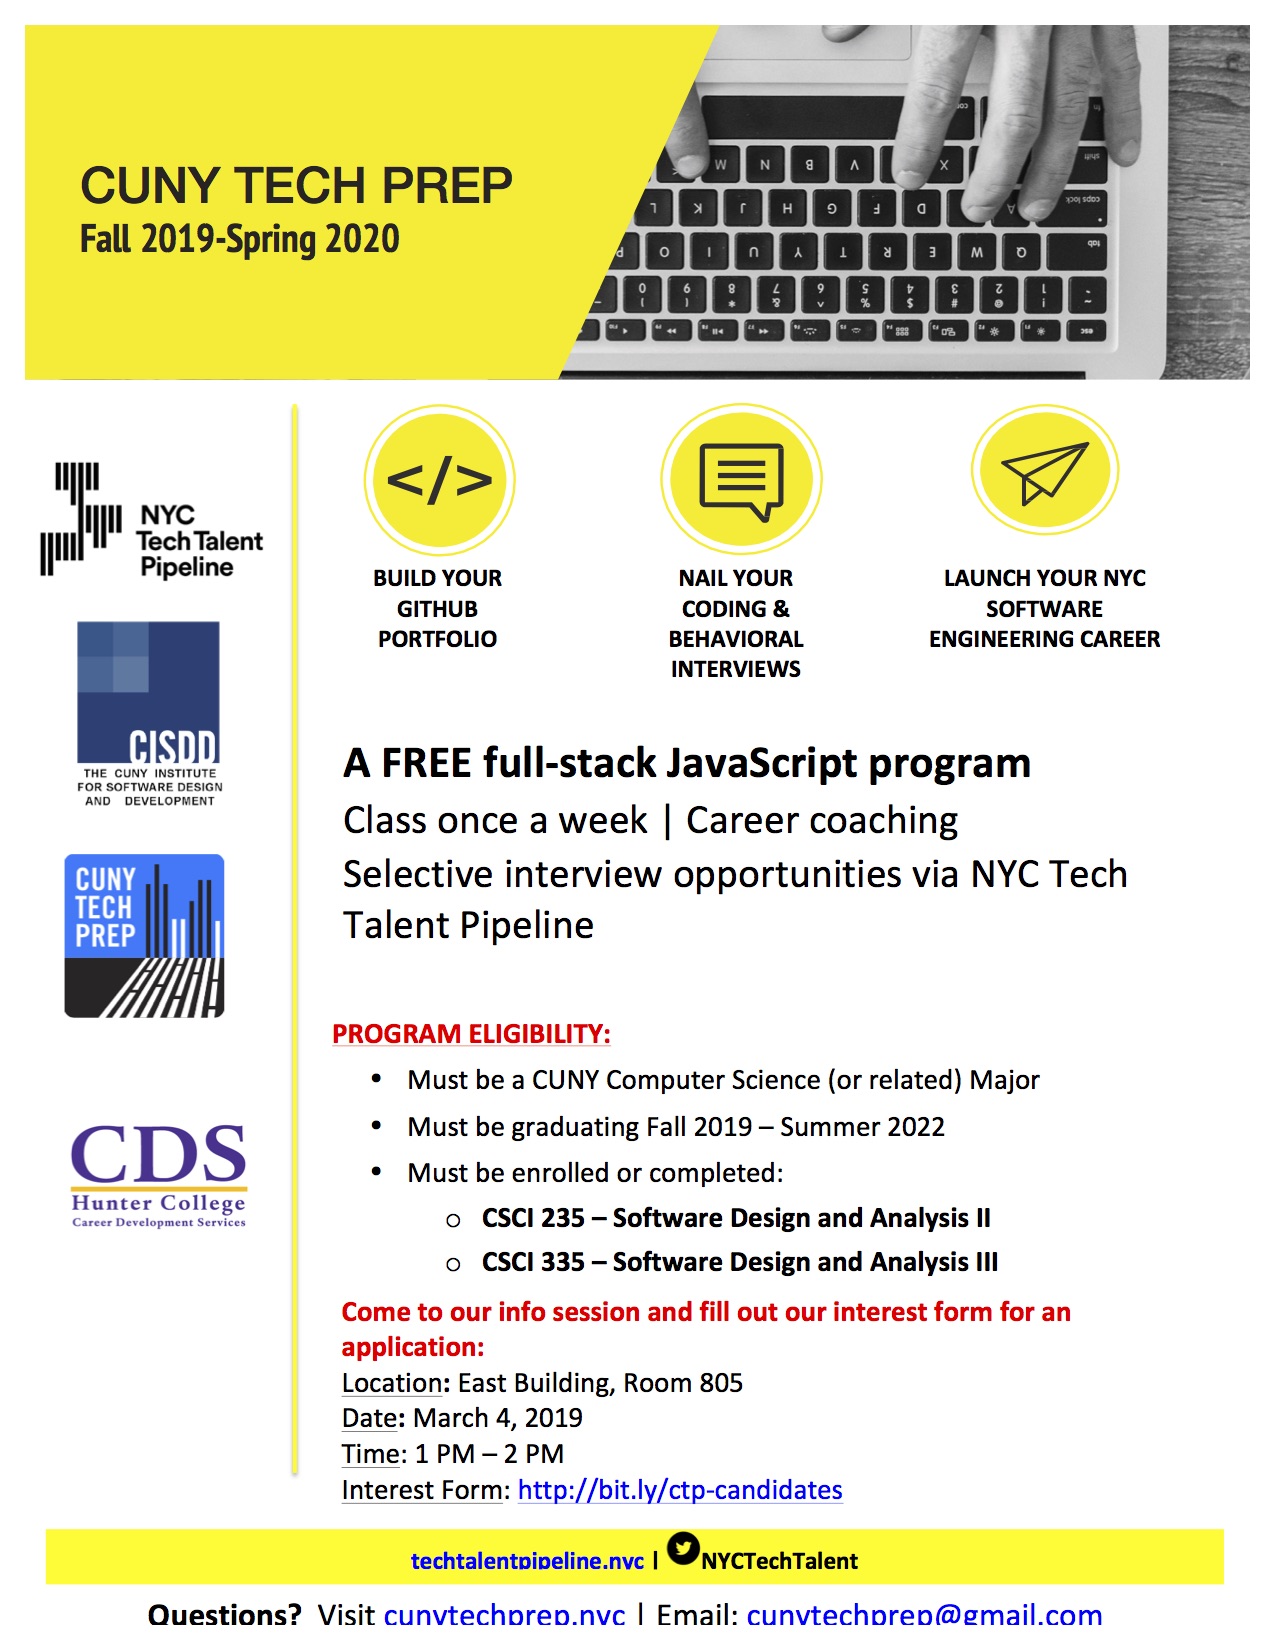 CUNY TECH PREP
Fall 2019-Spring 2020
NYC
Tech Talent
Pipeline
CISDD
THE CUNY INSTITUTE
FOR SOFTWARE DESIGN
AND DEVELOPMENT
CUNY
TECH
PREP
CDS
Hunter College
Career Development Services
</>
BUILD YOUR
GITHUB
PORTFOLIO
NAIL YOUR
CODING &
BEHAVIORAL
INTERVIEWS
LAUNCH YOUR NYC
SOFTWARE
ENGINEERING CAREER
A FREE full-stack JavaScript program
Class once a week | Career coaching
Selective interview opportunities via NYC Tech
Talent Pipeline
PROGRAM ELIGIBILITY:
• Must be a CUNY Computer Science (or related) Major
• Must be graduating Fall 2019 – Summer 2022
• Must be enrolled or completed:
o CSCI 235 – Software Design and Analysis II
o CSCI 335 – Software Design and Analysis III
Come to our info session and fill out our interest form for an
application:
Location: East Building, Room 805
Date: March 4, 2019
Time: 1 PM – 2 PM
Interest Form: http://bit.ly/ctp-candidates
techtalentpipeline.nyc | NYCTechTalent
Questions? Visit cunytechprep.nyc | Email: cunytechprep@gmail.com